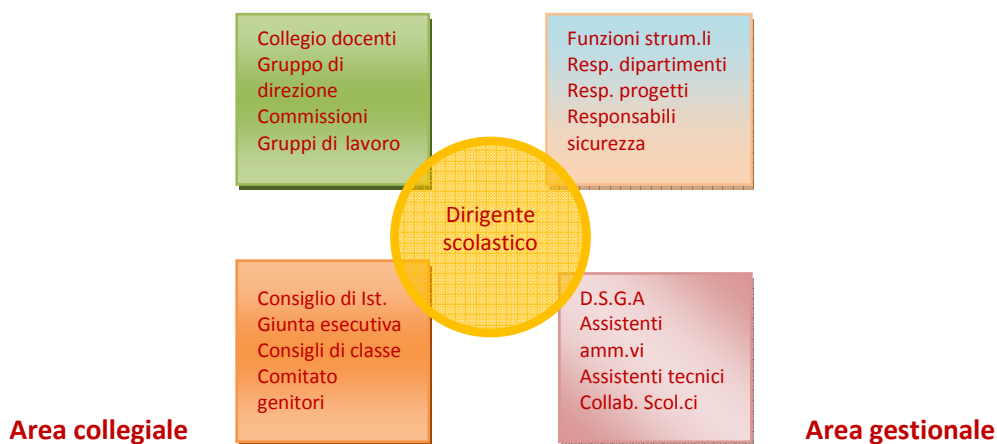 Collegio docenti
Gruppo di
direzione
Commissioni
Gruppi di lavoro
Funzioni strum.li
Resp. dipartimenti
Resp. progetti
Responsabili
sicurezza
Dirigente
scolastico
Consiglio di Ist.
Giunta esecutiva
Consigli di classe
Comitato
genitori
D.S.G.A
Assistenti
amm.vi
Assistenti tecnici
Collab. Scol.ci
Area collegiale
Area gestionale